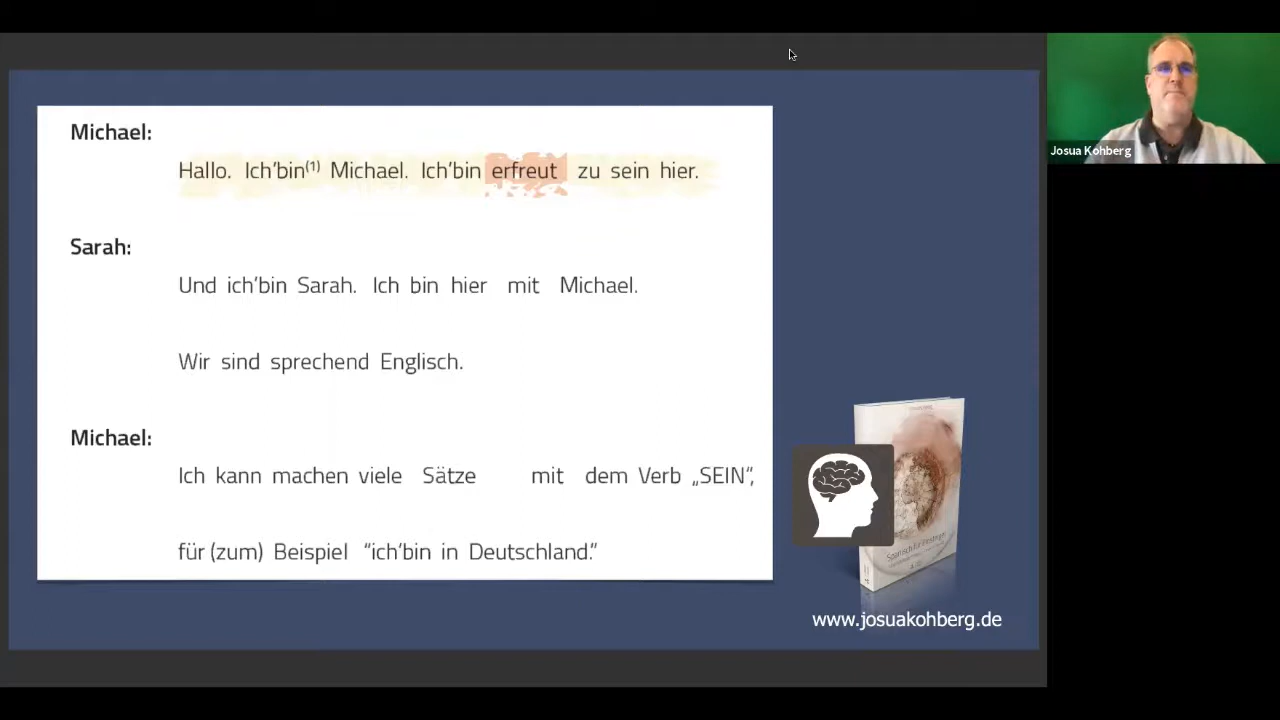 Michael:
Hallo. Ich'bin(1) Michael. Ich'bin erfreut zu sein hier.
Sarah:
Und ich'bin Sarah. Ich bin hier mit Michael.
Wir sind sprechend Englisch.
Michael:
Ich kann machen viele Sätze mit dem Verb „SEIN“,
für (zum) Beispiel “ich'bin in Deutschland.”
www.josuakohberg.de
Josua Kohberg